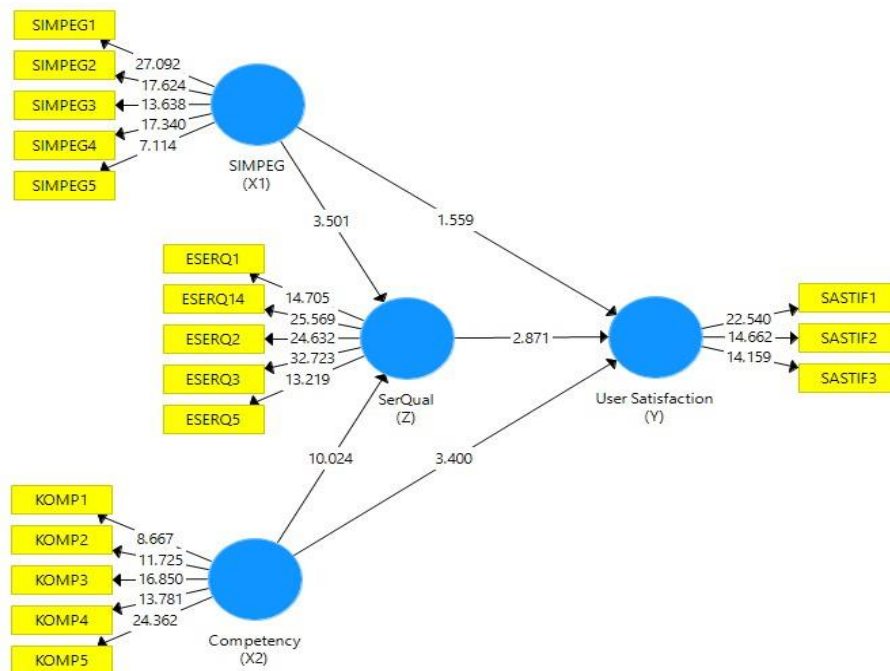 SIMPEG1
SIMPEG2
SIMPEG3
SIMPEG4
SIMPEG5
27.092
17.624
13.638
17.340
7.114
SIMPEG
(X1)
3.501
1.559
ESERQ1
ESERQ14
ESERQ2
ESERQ3
ESERQ5
14.705
25.569
24.632
32.723
13.219
SerQual
(Z)
2.871
22.540
14.662
14.159
SASTIF1
SASTIF2
SASTIF3
User Satisfaction
(Y)
10.024
3.400
KOMP1
KOMP2
KOMP3
KOMP4
KOMP5
8.667
11.725
16.850
13.781
24.362
Competency
(X2)